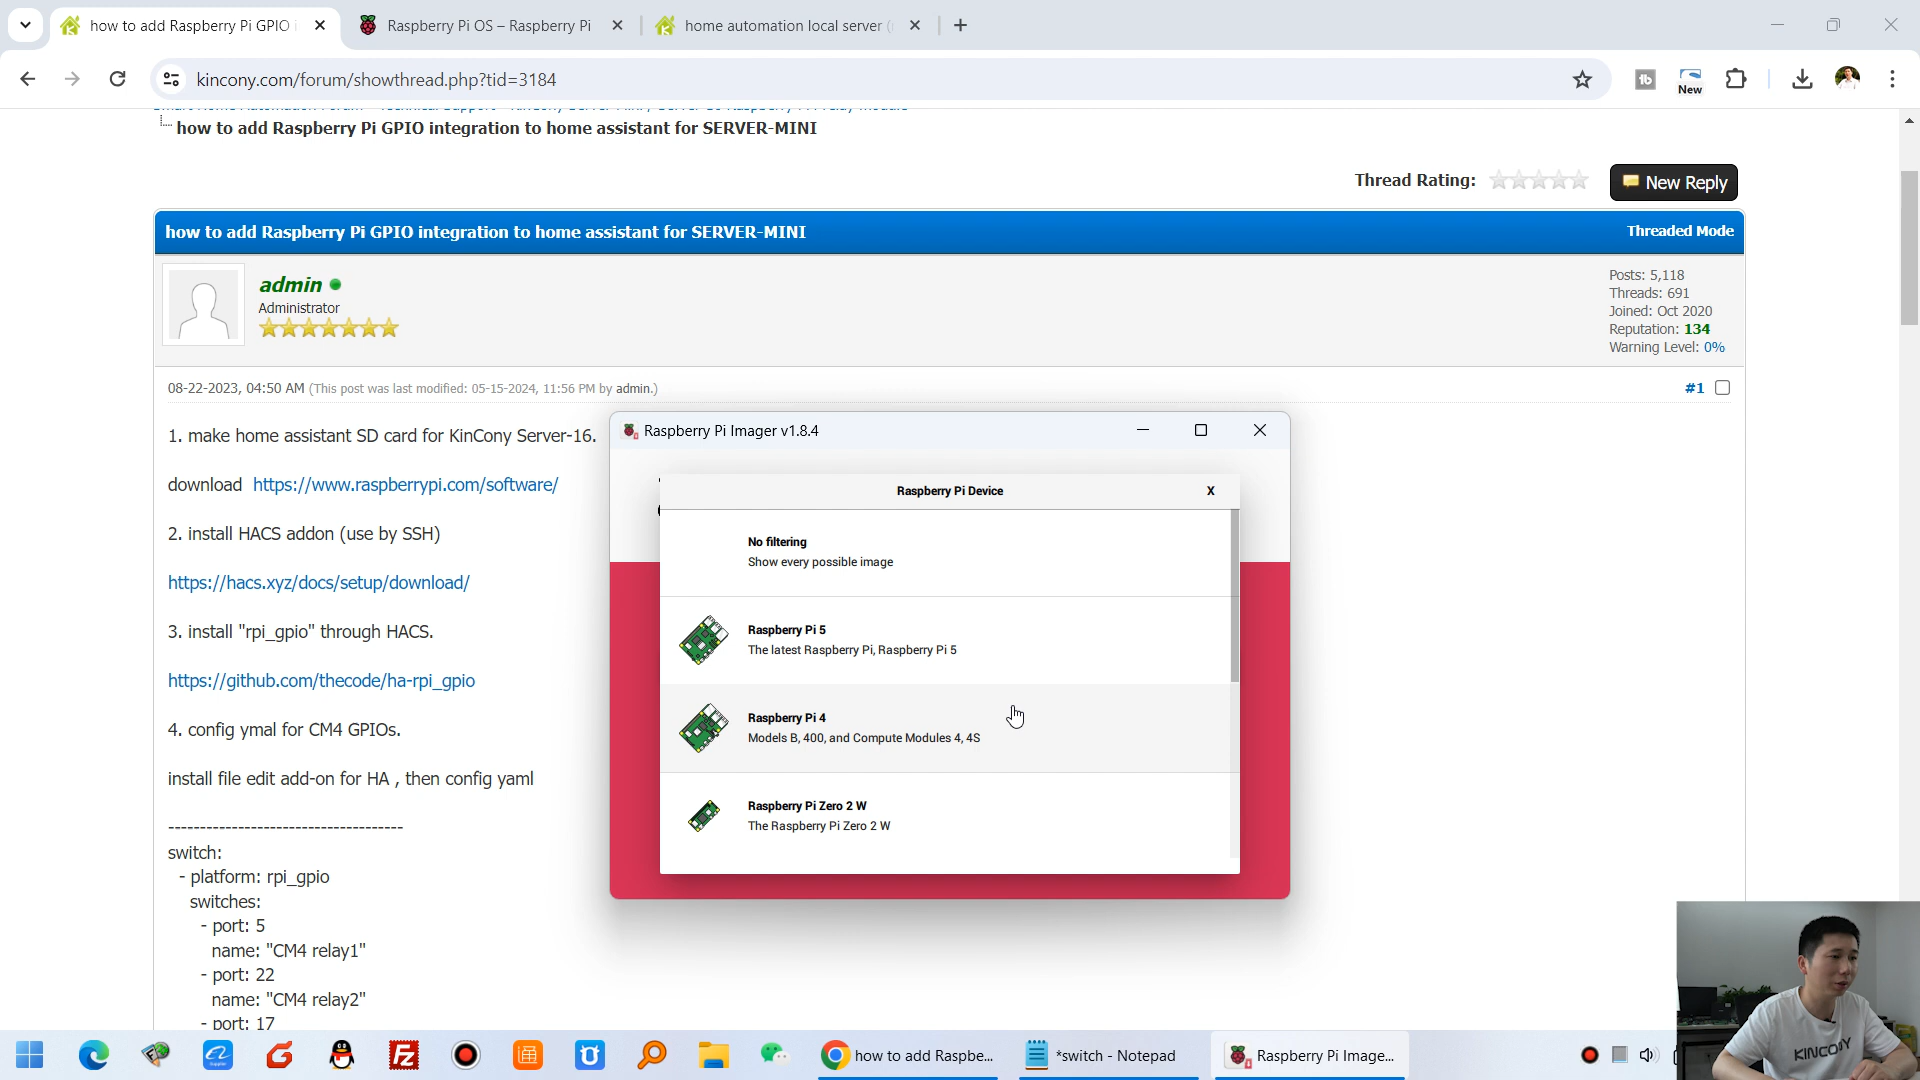 how to add Raspberry Pi GPIO
Raspberry Pi OS – Raspberry Pi
home automation local server
kincony.com/forum/showthread.php?tid=3184
New
how to add Raspberry Pi GPIO integration to home assistant for SERVER-MINI
Thread Rating:
New Reply
how to add Raspberry Pi GPIO integration to home assistant for SERVER-MINI
Threaded Mode
admin
Administrator
Posts: 5,118
Threads: 691
Joined: Oct 2020
Reputation: 134
Warning Level: 0%
08-22-2023, 04:50 AM (This post was last modified: 05-15-2024, 11:56 PM by admin.)
#1
1. make home assistant SD card for KinCony Server-16.
download https://www.raspberrypi.com/software/
2. install HACS addon (use by SSH)
https://hacs.xyz/docs/setup/download/
3. install "rpi_gpio" through HACS.
https://github.com/thecode/ha-rpi_gpio
4. config ymal for CM4 GPIOs.
install file edit add-on for HA , then config yaml
------------------------------------
switch:
- platform: rpi_gpio
switches:
- port: 5
name: "CM4 relay1"
- port: 22
name: "CM4 relay2"
- port: 17
Raspberry Pi Imager v1.8.4
Raspberry Pi Device
X
No filtering
Show every possible image
Raspberry Pi 5
The latest Raspberry Pi, Raspberry Pi 5
Raspberry Pi 4
Models B, 400, and Compute Modules 4, 4S
Raspberry Pi Zero 2 W
The Raspberry Pi Zero 2 W
KINCONY
how to add Raspbe...
*switch - Notepad
Raspberry Pi Image...